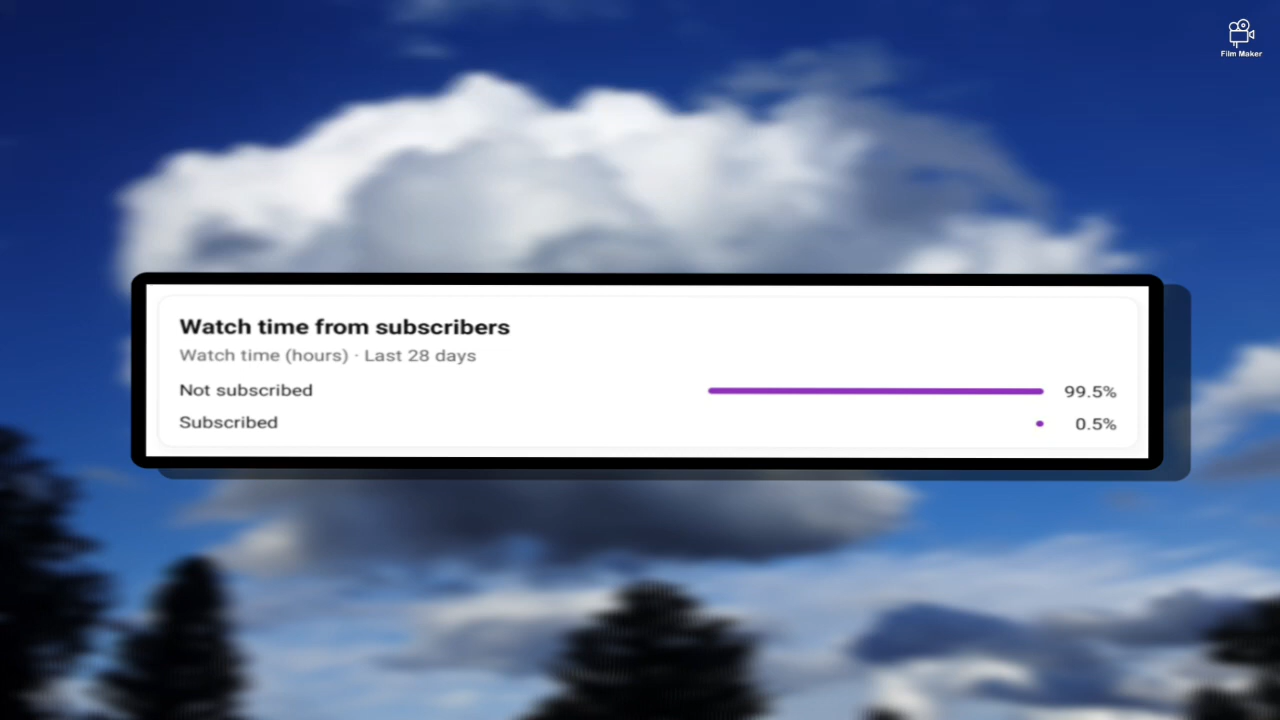 Film Maker
Watch time from subscribers
Watch time (hours) · Last 28 days
Not subscribed 99.5%
Subscribed 0.5%